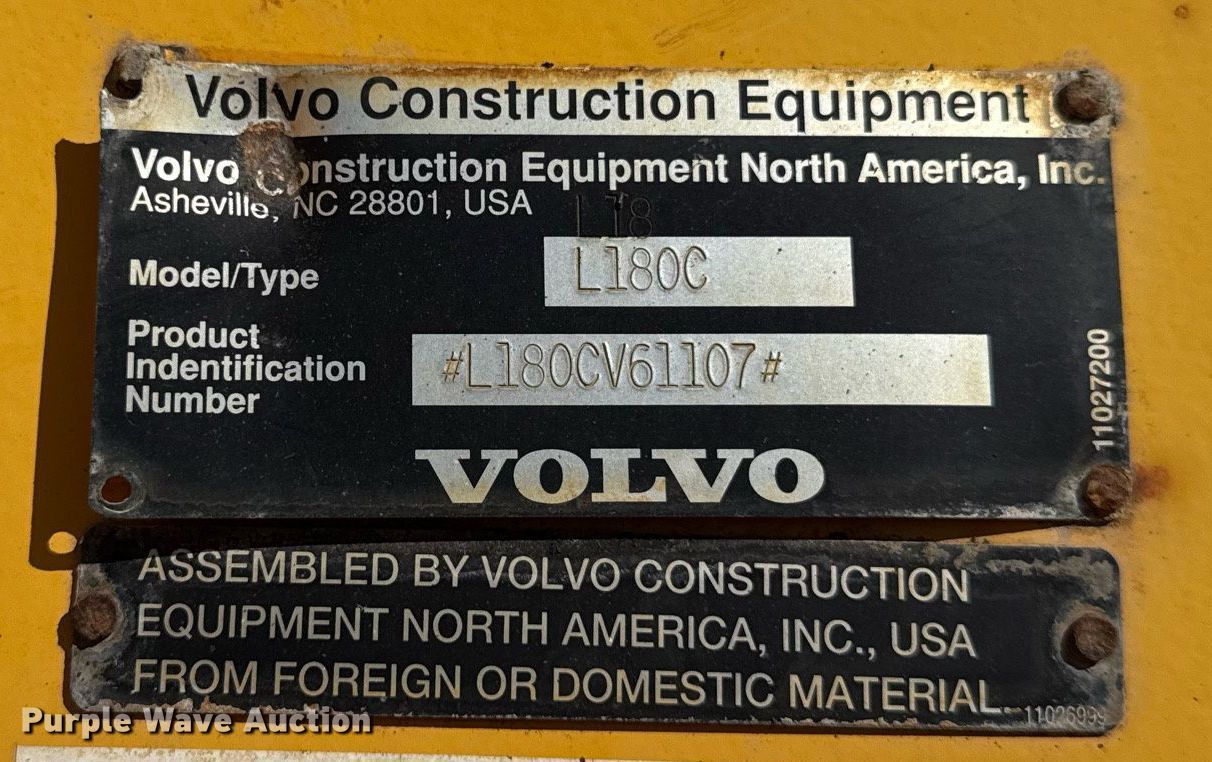 Volvo Construction Equipment
Volvo Construction Equipment North America, Inc.
Asheville, NC 28801, USA
L18
Model/Type L180C
Product
Indentification
Number
#L180CV61107#
11027200
VOLVO
ASSEMBLED BY VOLVO CONSTRUCTION
EQUIPMENT NORTH AMERICA, INC., USA
FROM FOREIGN OR DOMESTIC MATERIAL.
11026999
Purple Wave Auction